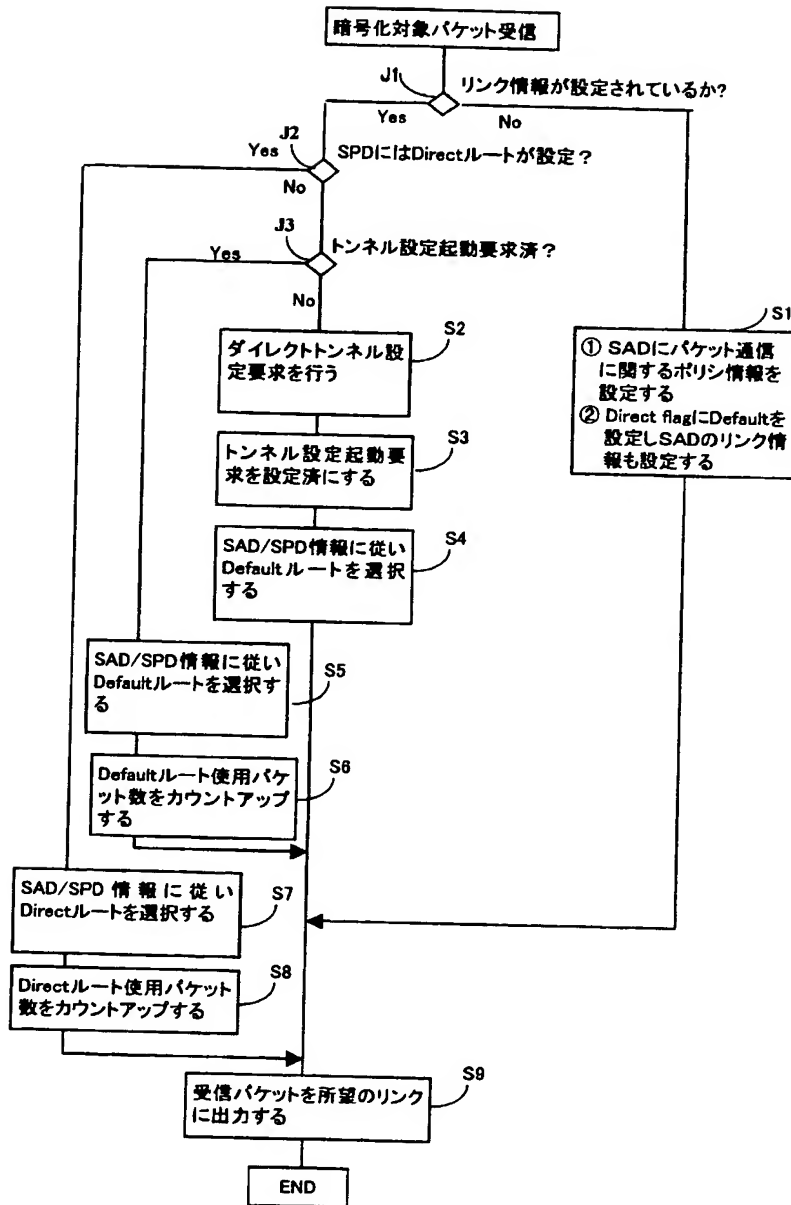 暗号化対象パケット受信
J1
リンク情報が設定されているか?
Yes
No
J2
Yes
SPDにはDirectルートが設定?
No
J3
Yes
トンネル設定起動要求済?
No
S1
① SADにパケット通信
に関するポリシ情報を
設定する
② Direct flagにDefaultを
設定しSADのリンク情
報も設定する
S2
ダイレクトトンネル設
定要求を行う
S3
トンネル設定起動要
求を設定済にする
S4
SAD/SPD情報に従い
Defaultルートを選択
する
SAD/SPD情報に従い
Defaultルートを選択す
る
S5
Defaultルート使用パケ
ット数をカウントアップ
する
S6
SAD/SPD 情報に従い
Directルートを選択する
S7
Directルート使用パケット
数をカウントアップする
S8
受信パケットを所望のリンク
に出力する
S9
END